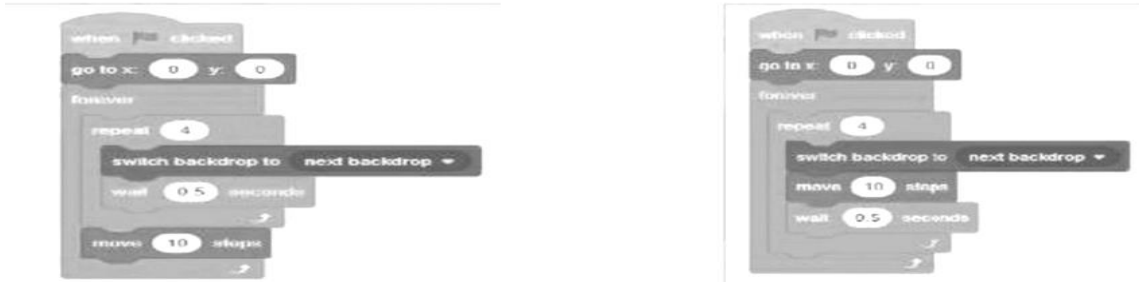 when clicked
go to x: 0 y: 0
forever
repeat 4
switch backdrop to next backdrop
wait 0.5 seconds
move 10 steps
when clicked
go to x: 0 y: 0
forever
repeat 4
switch backdrop to next backdrop
move 10 steps
wait 0.5 seconds